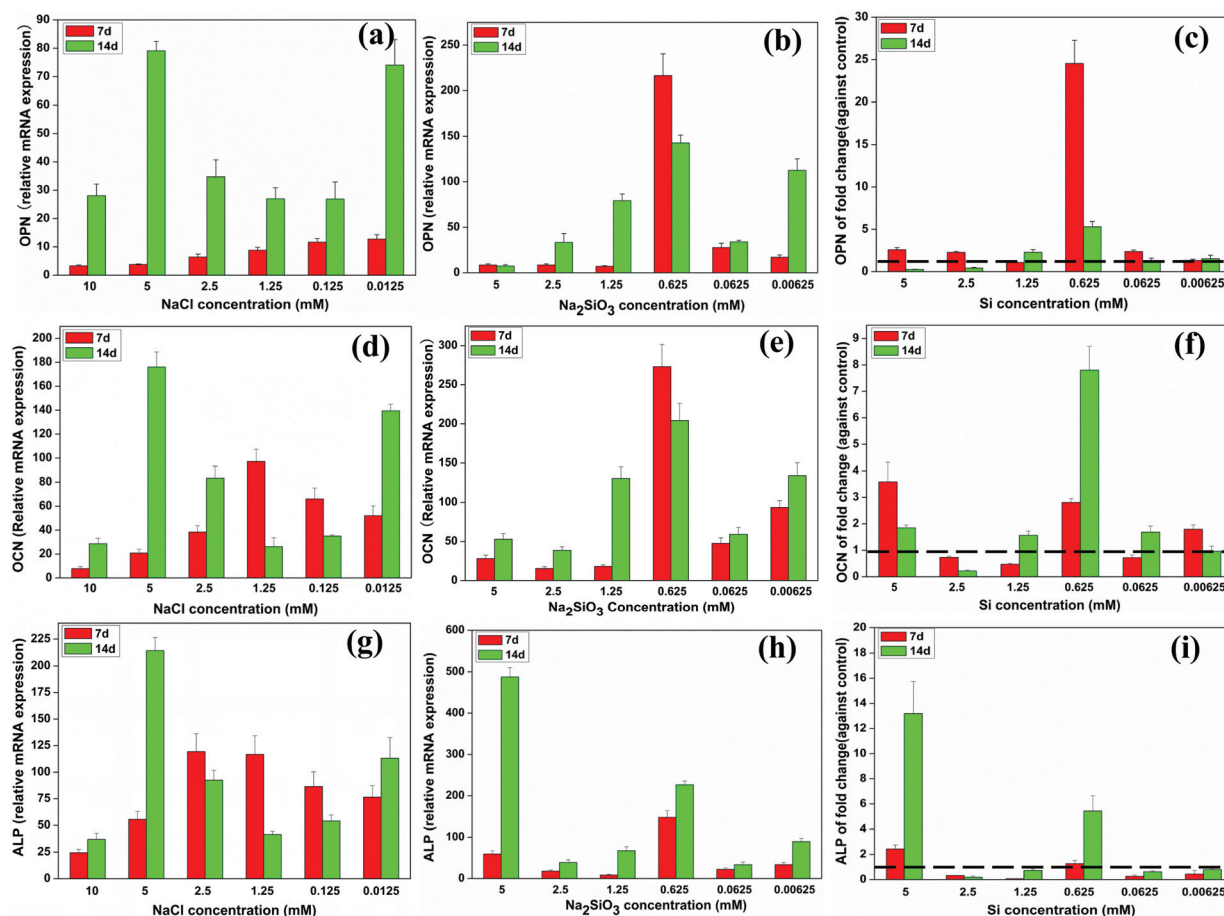 (a)
7d
14d
OPN (relative mRNA expression)
90
80
70
60
50
40
30
20
10
0
10 5 2.5 1.25 0.125 0.0125
NaCl concentration (mM)
(b)
7d
14d
OPN (relative mRNA expression)
250
200
150
100
50
0
5 2.5 1.25 0.625 0.0625 0.00625
Na2SiO3 concentration (mM)
(c)
7d
14d
OPN of fold change(against control)
30
25
20
15
10
5
0
5 2.5 1.25 0.625 0.0625 0.00625
Si concentration (mM)
(d)
7d
14d
OCN (Relative mRNA expression)
200
180
160
140
120
100
80
60
40
20
0
10 5 2.5 1.25 0.125 0.0125
NaCl concentration (mM)
(e)
7d
14d
OCN (Relative mRNA expression)
300
250
200
150
100
50
0
5 2.5 1.25 0.625 0.0625 0.00625
Na2SiO3 Concentration (mM)
(f)
7d
14d
OCN of fold change (against control)
9
8
7
6
5
4
3
2
1
0
5 2.5 1.25 0.625 0.0625 0.00625
Si concentration (mM)
(g)
7d
14d
ALP (relative mRNA expression)
225
200
175
150
125
100
75
50
25
0
10 5 2.5 1.25 0.125 0.0125
NaCl concentration (mM)
(h)
7d
14d
ALP (relative mRNA expression)
600
500
400
300
200
100
0
5 2.5 1.25 0.625 0.0625 0.00625
Na2SiO3 concentration (mM)
(i)
7d
14d
ALP of fold change(against control)
20
18
16
14
12
10
8
6
4
2
0
5 2.5 1.25 0.625 0.0625 0.00625
Si concentration (mM)